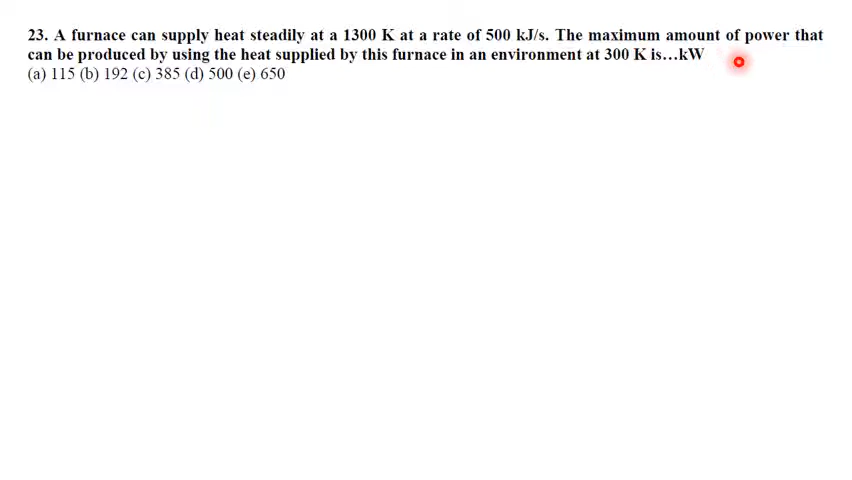 23. A furnace can supply heat steadily at a 1300 K at a rate of 500 kJ/s. The maximum amount of power that
can be produced by using the heat supplied by this furnace in an environment at 300 K is…kW
(a) 115 (b) 192 (c) 385 (d) 500 (e) 650